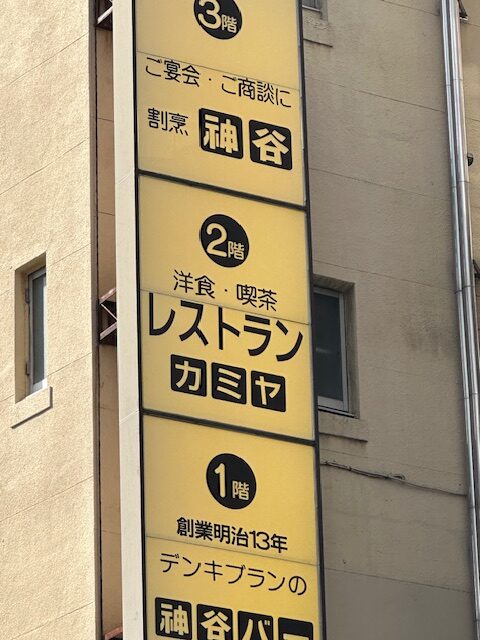 3階
ご宴会・ご商談に
割烹 神谷
2階
洋食・喫茶
レストラン
カミヤ
1階
創業明治13年
デンキブランの
神谷バー